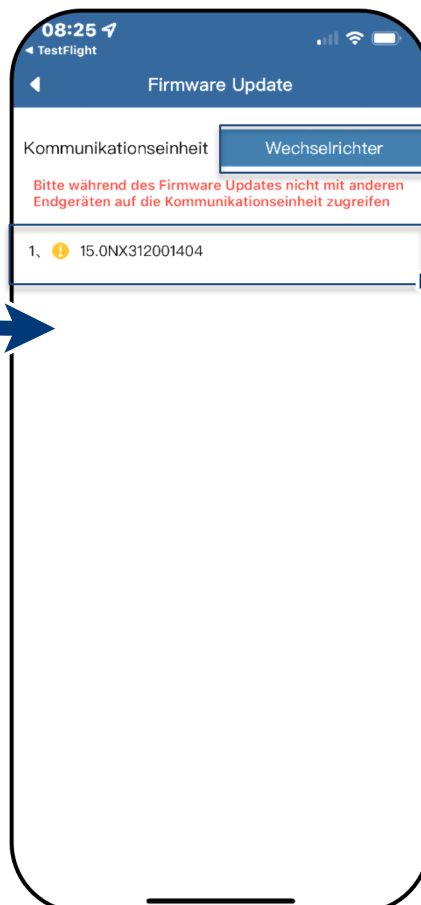 08:25
◀ TestFlight
Firmware Update
Kommunikationseinheit Wechselrichter
Bitte während des Firmware Updates nicht mit anderen
Endgeräten auf die Kommunikationseinheit zugreifen
1、 15.0NX312001404